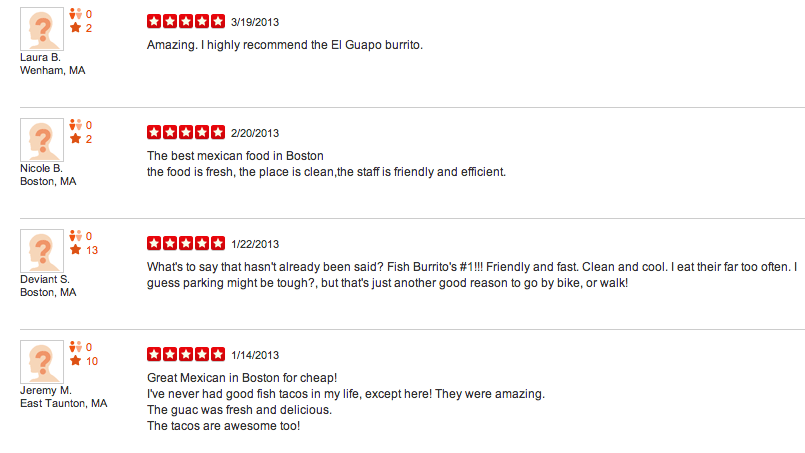 0
3/19/2013
2
Amazing. I highly recommend the El Guapo burrito.
Laura B.
Wenham, MA
0
2/20/2013
2
The best mexican food in Boston
the food is fresh, the place is clean,the staff is friendly and efficient.
Nicole B.
Boston, MA
0
1/22/2013
13
What's to say that hasn't already been said? Fish Burrito's #1!!! Friendly and fast. Clean and cool. I eat their far too often. I
guess parking might be tough?, but that's just another good reason to go by bike, or walk!
Deviant S.
Boston, MA
0
1/14/2013
10
Great Mexican in Boston for cheap!
I've never had good fish tacos in my life, except here! They were amazing.
The guac was fresh and delicious.
The tacos are awesome too!
Jeremy M.
East Taunton, MA